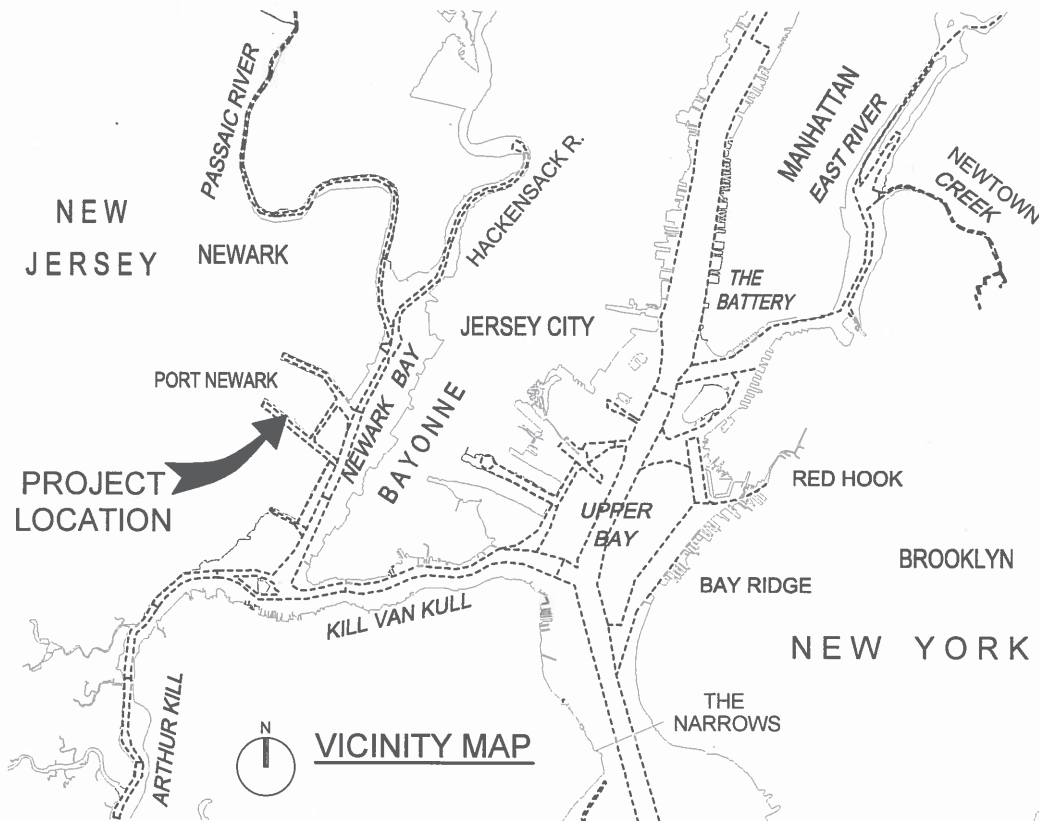 PASSAIC RIVER
HACKENSACK R.
MANHATTAN
EAST RIVER
NEWTOWN
CREEK
NEW
JERSEY
NEWARK
THE
BATTERY
JERSEY CITY
PORT NEWARK
NEWARK BAY
BAYONNE
PROJECT
LOCATION
RED HOOK
UPPER
BAY
BROOKLYN
BAY RIDGE
KILL VAN KULL
NEW YORK
THE
NARROWS
ARTHUR KILL
N
VICINITY MAP